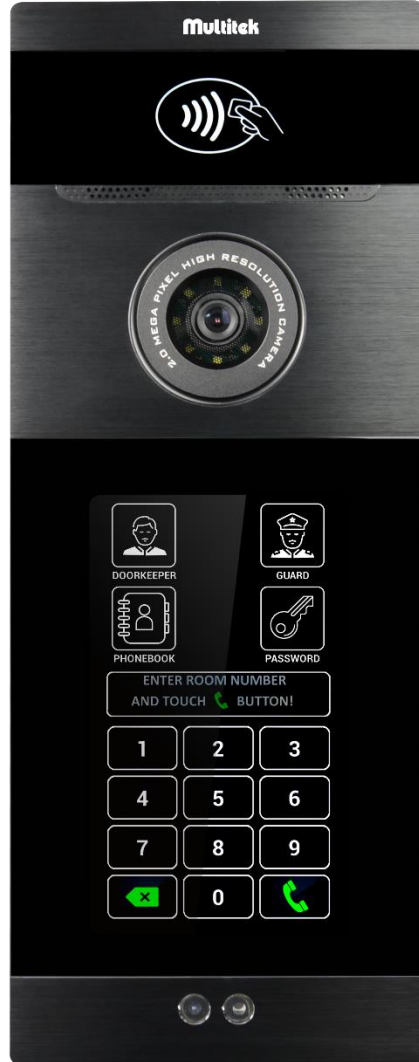 Multitek
2.0 MEGA PIXEL HIGH RESOLUTION CAMERA
DOORKEEPER
GUARD
PHONEBOOK
PASSWORD
ENTER ROOM NUMBER
AND TOUCH BUTTON!
1 2 3
4 5 6
7 8 9
0